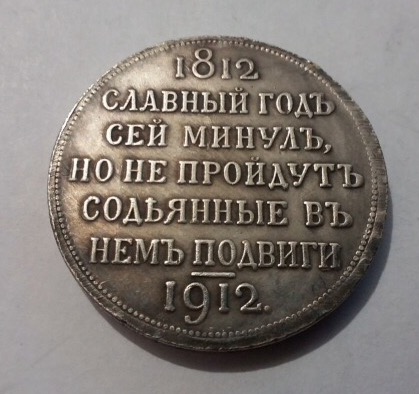 1812
СЛАВНЫЙ ГОДЪ
СЕЙ МИНУЛЪ,
НО НЕ ПРОЙДУТЪ
СОДѢЯННЫЕ ВЪ
НЕМЪ ПОДВИГИ
1912.